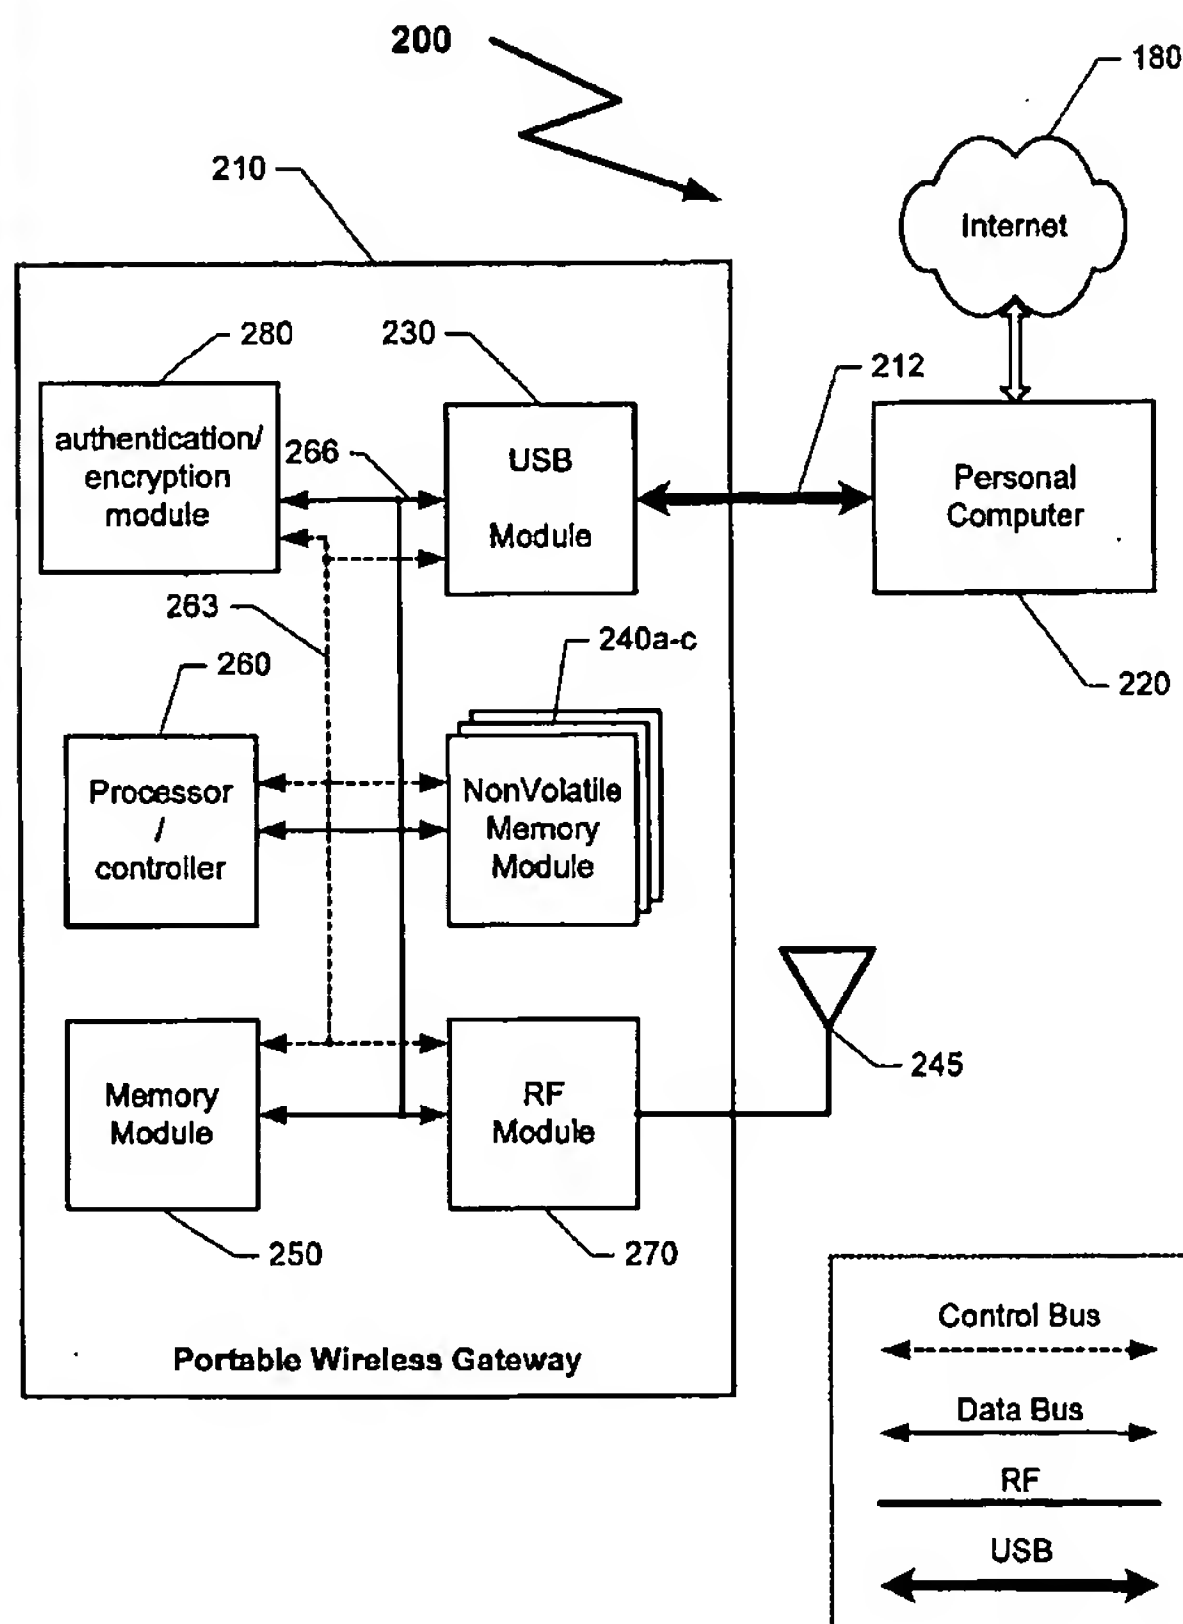 200
180
Internet
210
280
230
212
authentication/
encryption
module
266
USB
Module
Personal
Computer
263
240a-c
260
220
Processor
/
controller
NonVolatile
Memory
Module
245
Memory
Module
RF
Module
250
270
Portable Wireless Gateway
Control Bus
Data Bus
RF
USB